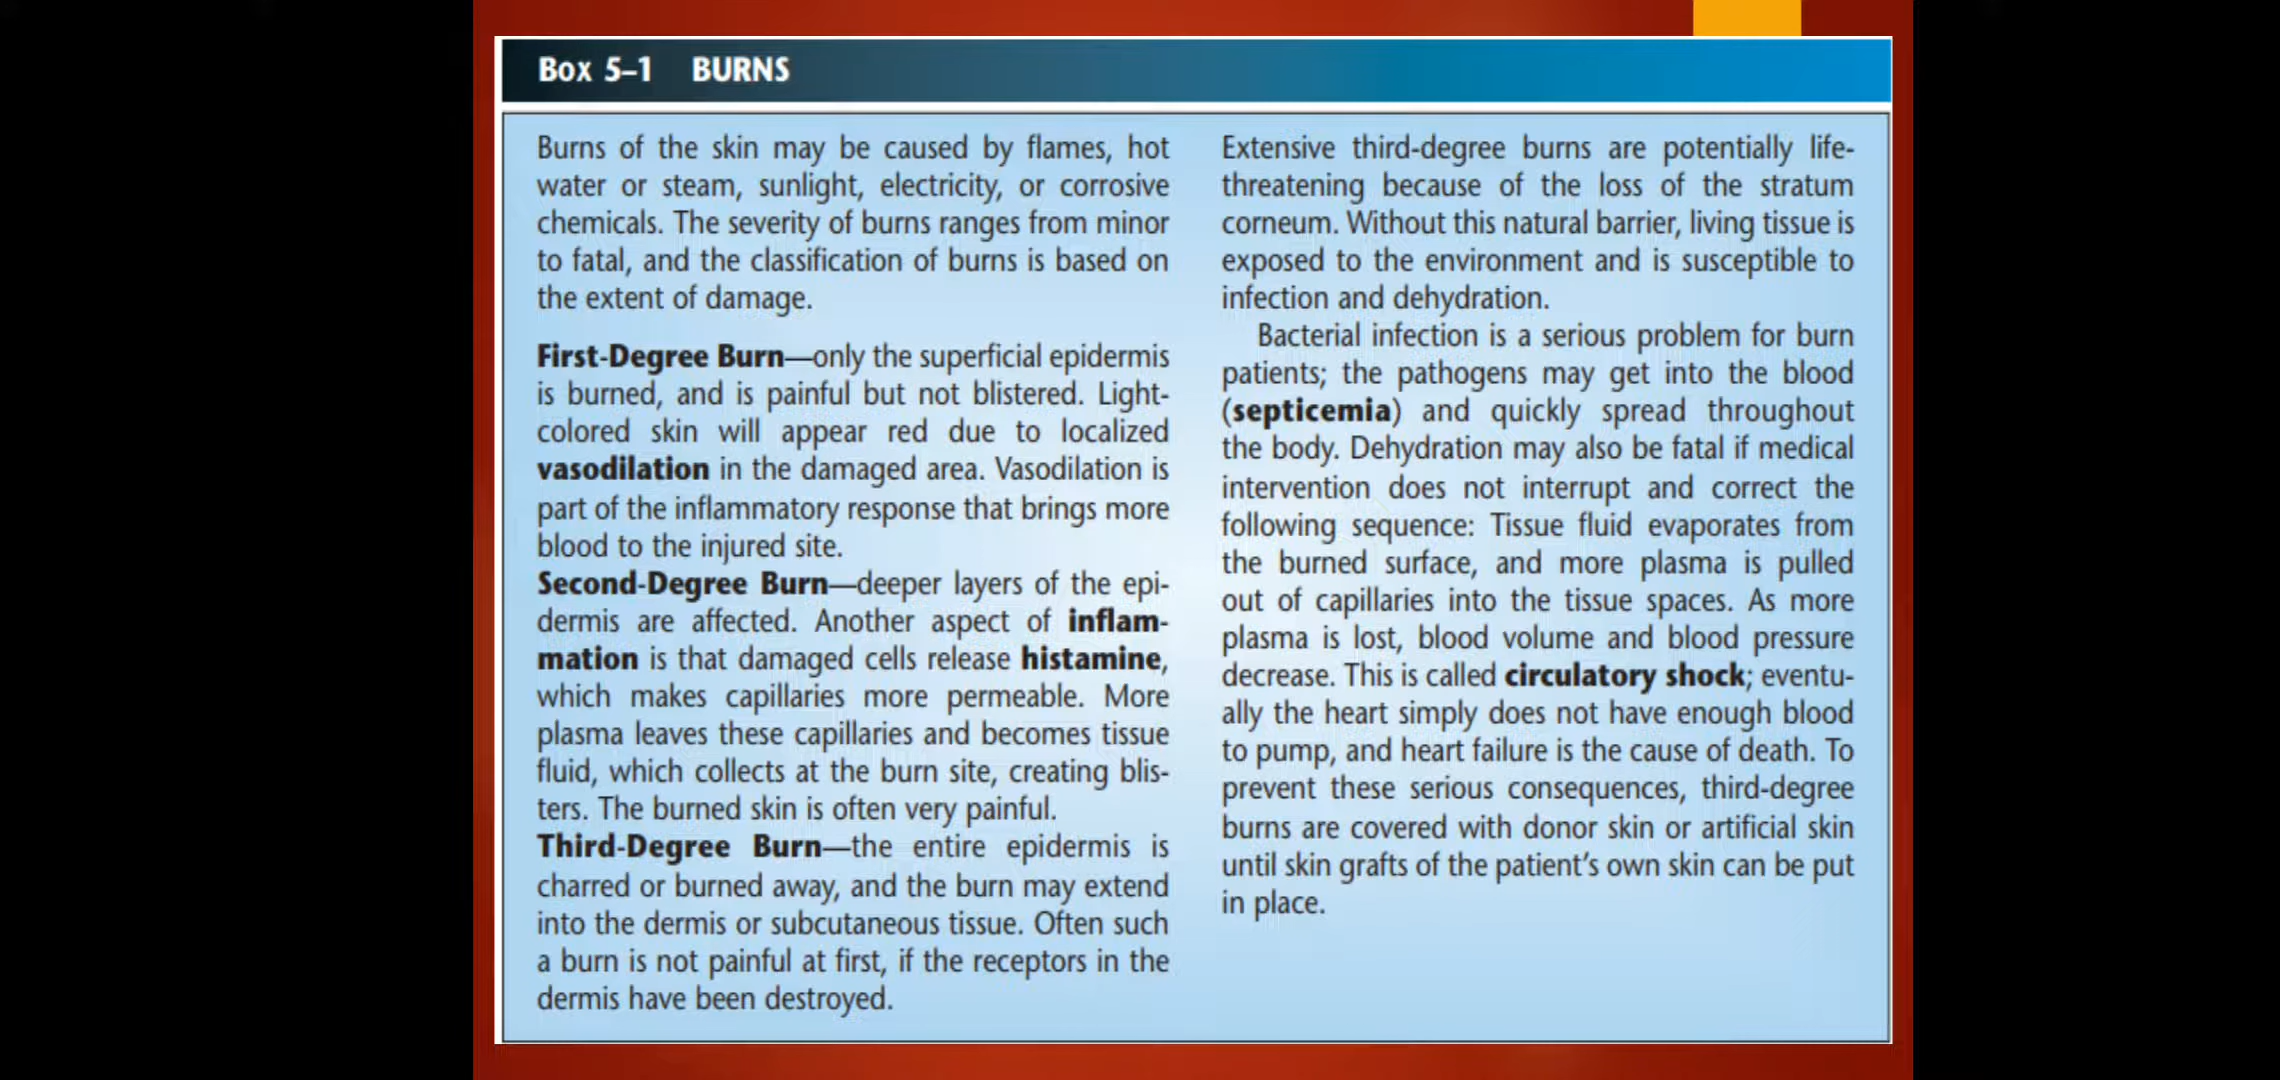 Box 5–1 BURNS
Burns of the skin may be caused by flames, hot
water or steam, sunlight, electricity, or corrosive
chemicals. The severity of burns ranges from minor
to fatal, and the classification of burns is based on
the extent of damage.
First-Degree Burn—only the superficial epidermis
is burned, and is painful but not blistered. Light-
colored skin will appear red due to localized
vasodilation in the damaged area. Vasodilation is
part of the inflammatory response that brings more
blood to the injured site.
Second-Degree Burn—deeper layers of the epi-
dermis are affected. Another aspect of inflam-
mation is that damaged cells release histamine,
which makes capillaries more permeable. More
plasma leaves these capillaries and becomes tissue
fluid, which collects at the burn site, creating blis-
ters. The burned skin is often very painful.
Third-Degree Burn—the entire epidermis is
charred or burned away, and the burn may extend
into the dermis or subcutaneous tissue. Often such
a burn is not painful at first, if the receptors in the
dermis have been destroyed.
Extensive third-degree burns are potentially life-
threatening because of the loss of the stratum
corneum. Without this natural barrier, living tissue is
exposed to the environment and is susceptible to
infection and dehydration.
Bacterial infection is a serious problem for burn
patients; the pathogens may get into the blood
(septicemia) and quickly spread throughout
the body. Dehydration may also be fatal if medical
intervention does not interrupt and correct the
following sequence: Tissue fluid evaporates from
the burned surface, and more plasma is pulled
out of capillaries into the tissue spaces. As more
plasma is lost, blood volume and blood pressure
decrease. This is called circulatory shock; eventu-
ally the heart simply does not have enough blood
to pump, and heart failure is the cause of death. To
prevent these serious consequences, third-degree
burns are covered with donor skin or artificial skin
until skin grafts of the patient's own skin can be put
in place.